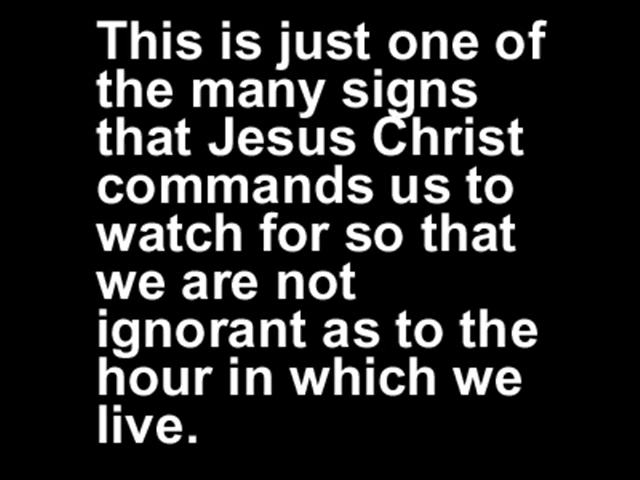 This is just one of
the many signs
that Jesus Christ
commands us to
watch for so that
we are not
ignorant as to the
hour in which we
live.